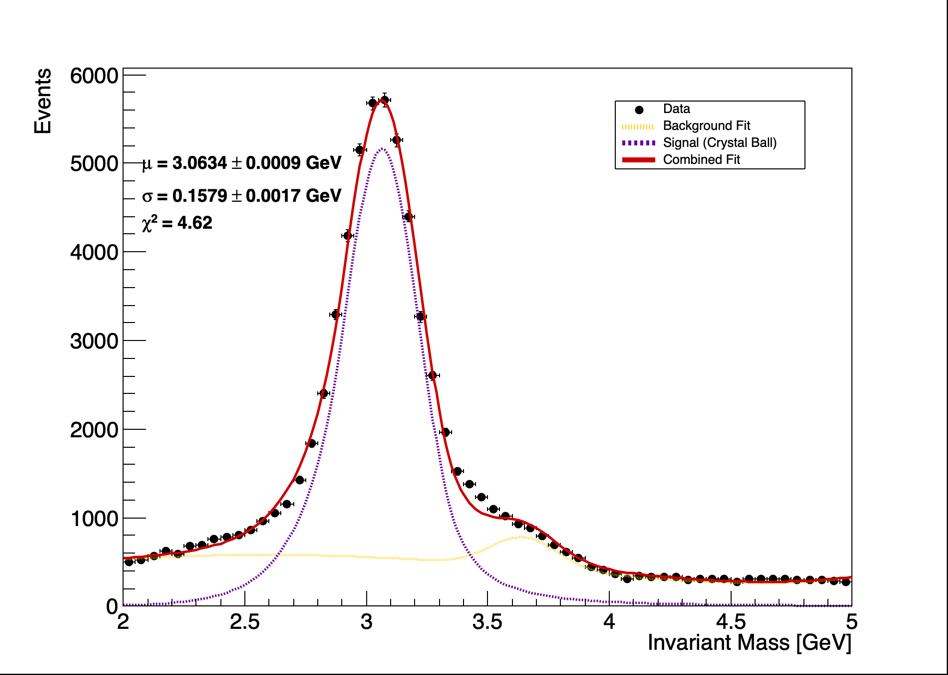 Events
6000
5000
4000
3000
2000
1000
0
μ = 3.0634 ± 0.0009 GeV
σ = 0.1579 ± 0.0017 GeV
χ² = 4.62
Data
Background Fit
Signal (Crystal Ball)
Combined Fit
2 2.5 3 3.5 4 4.5 5
Invariant Mass [GeV]